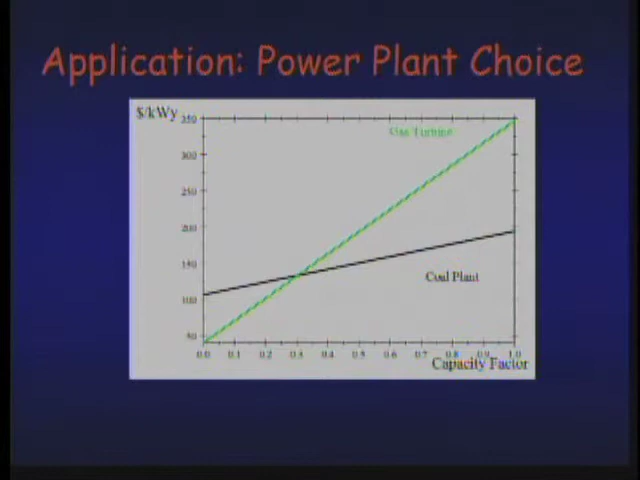 Application: Power Plant Choice
$/kWy
350
Gas Turbine
300
250
200
150
100
Coal Plant
50
0.0 0.1 0.2 0.3 0.4 0.5 0.6 0.7 0.8 0.9 1.0
Capacity Factor